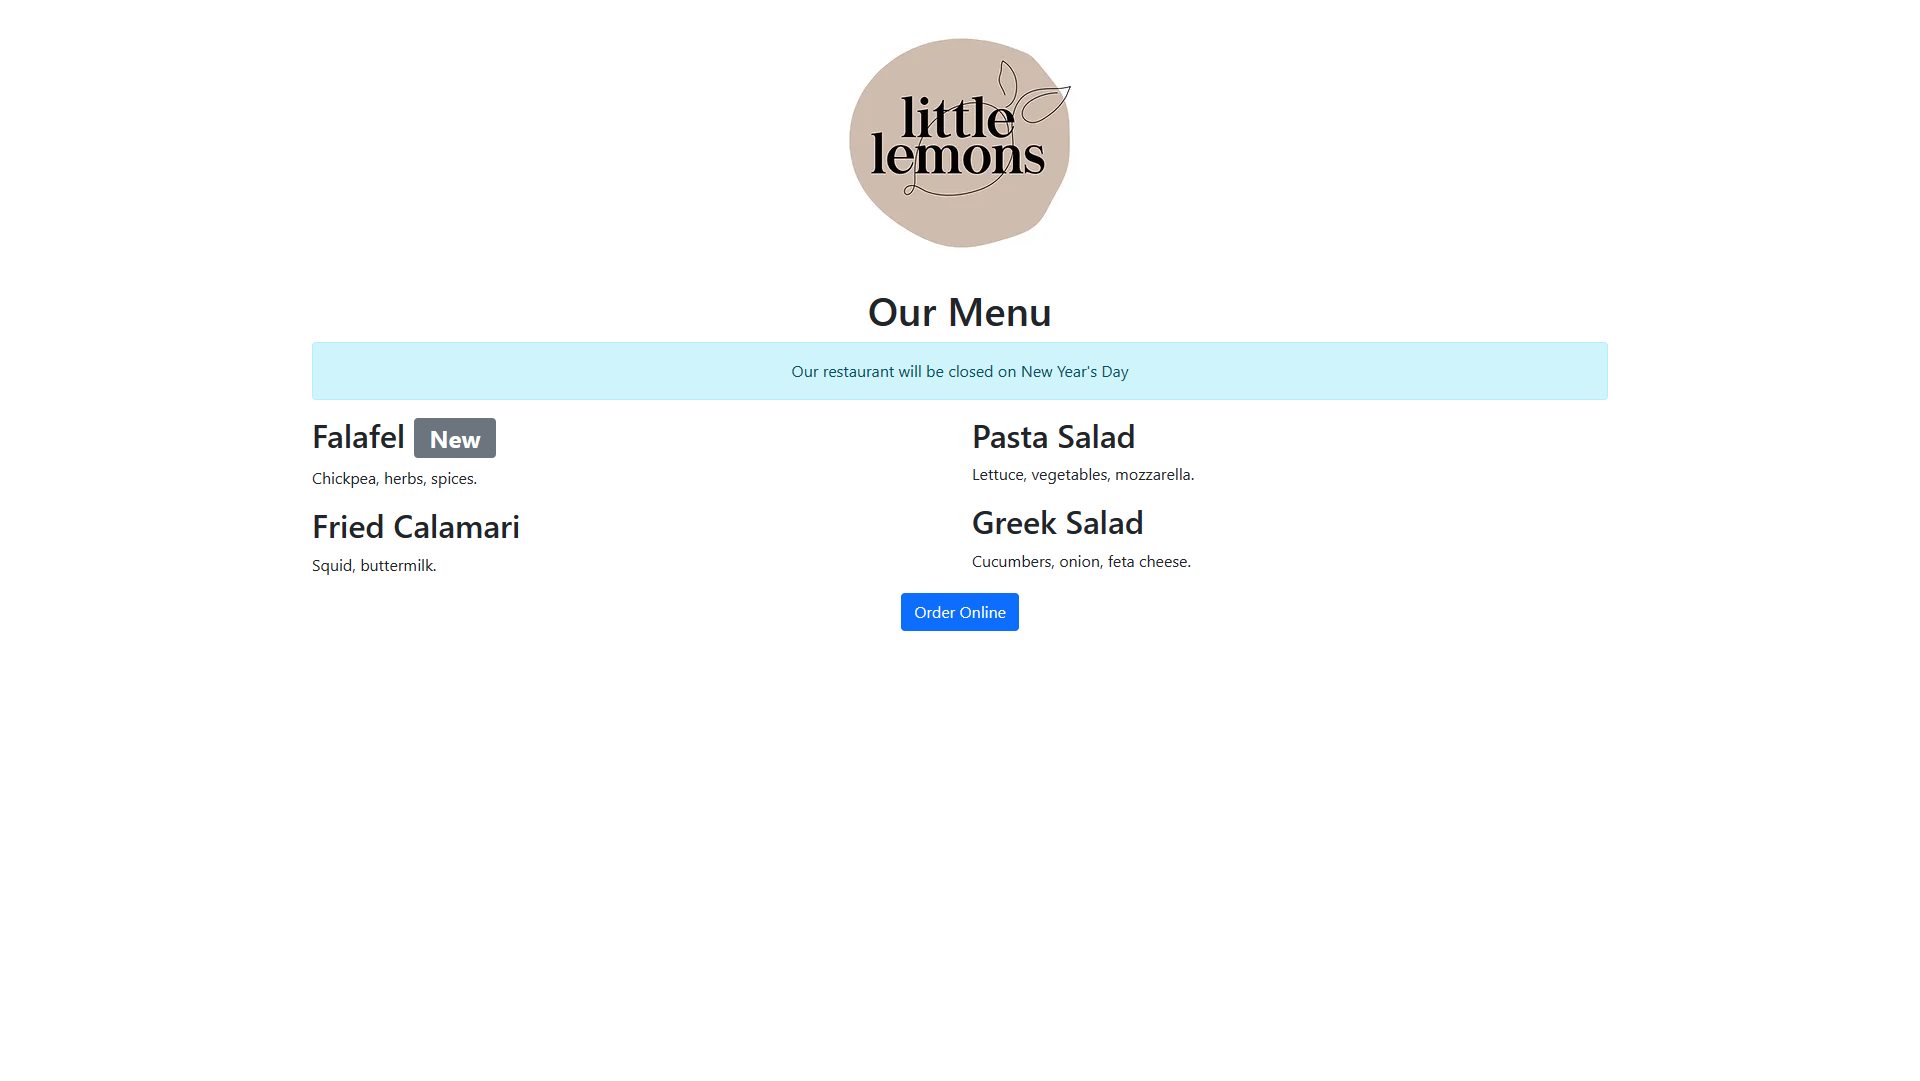 little
lemons
Our Menu
Our restaurant will be closed on New Year's Day
Falafel New
Chickpea, herbs, spices.
Fried Calamari
Squid, buttermilk.
Pasta Salad
Lettuce, vegetables, mozzarella.
Greek Salad
Cucumbers, onion, feta cheese.
Order Online